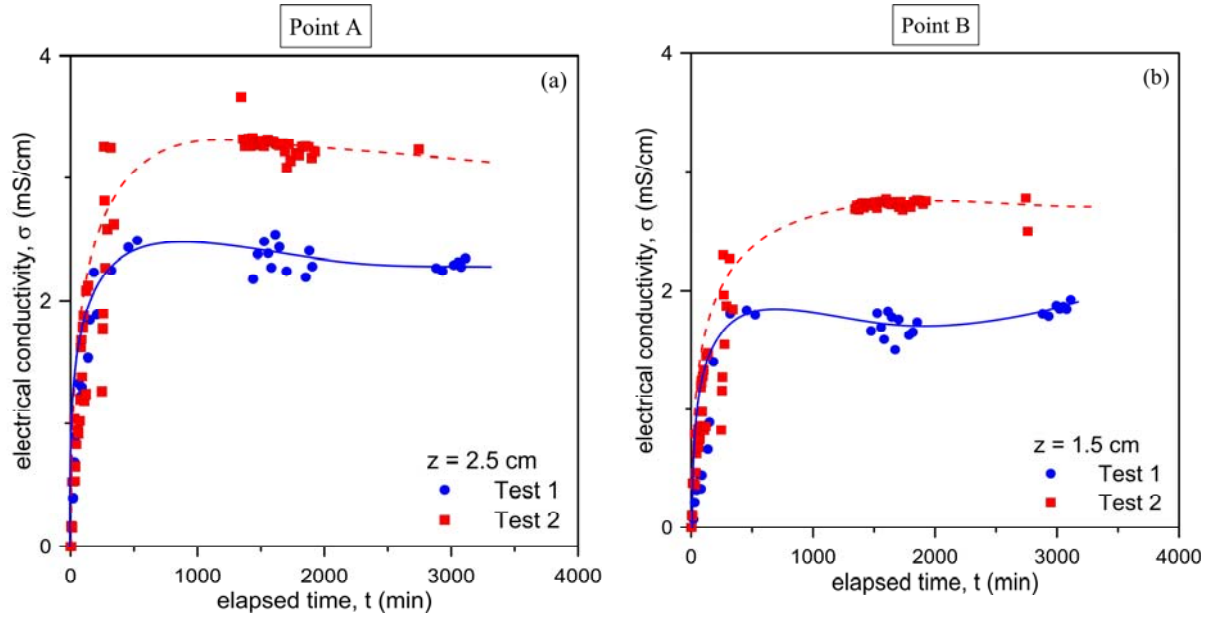 Point A
(a)
4
2
0
electrical conductivity, σ (mS/cm)
z = 2.5 cm
Test 1
Test 2
0 1000 2000 3000 4000
elapsed time, t (min)
Point B
(b)
4
2
0
electrical conductivity, σ (mS/cm)
z = 1.5 cm
Test 1
Test 2
0 1000 2000 3000 4000
elapsed time, t (min)